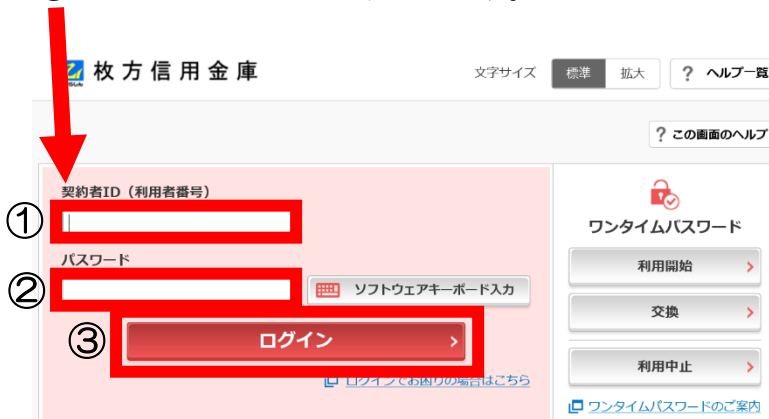 枚方信用金庫
文字サイズ 標準 拡大 ? ヘルプ一覧
? この画面のヘルプ
契約者ID(利用者番号)
①
パスワード
② ソフトウェアキーボード入力
③ ログイン
ログインでお困りの場合はこちら
ワンタイムパスワード
利用開始
交換
利用中止
ワンタイムパスワードのご案内